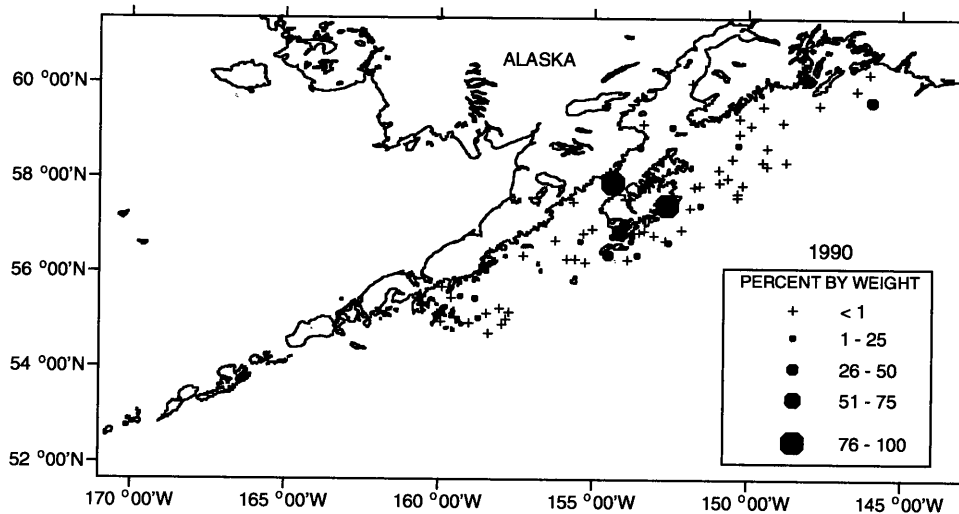 60 °00'N
ALASKA
58 °00'N
56 °00'N
54 °00'N
52 °00'N
1990
PERCENT BY WEIGHT
+ < 1
1 - 25
26 - 50
51 - 75
76 - 100
170 °00'W 165 °00'W 160 °00'W 155 °00'W 150 °00'W 145 °00'W